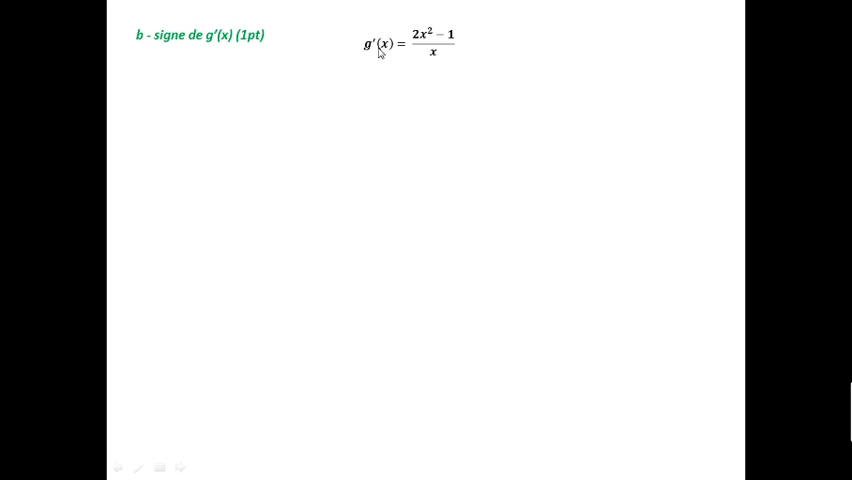 b - signe de g'(x) (1pt)
g'(x) = (2x² − 1)/x